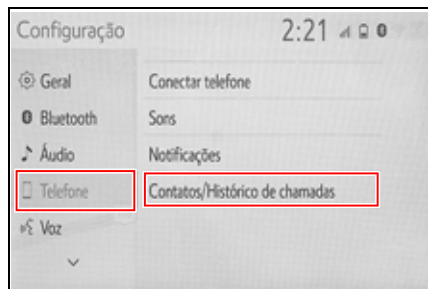 Configuração 2:21
Geral
Conectar telefone
Bluetooth
Sons
Áudio
Notificações
Telefone
Contatos/Histórico de chamadas
Voz